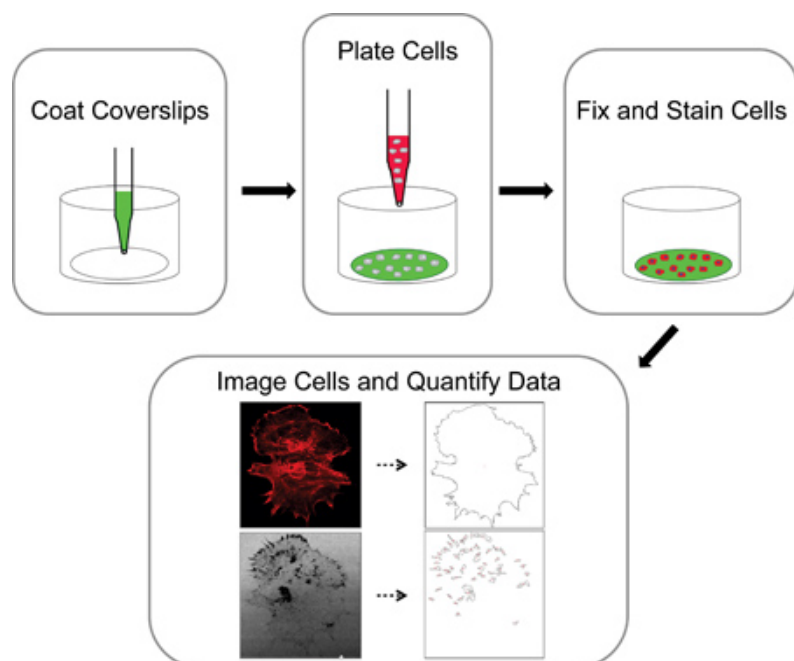 Coat Coverslips
Plate Cells
Fix and Stain Cells
Image Cells and Quantify Data